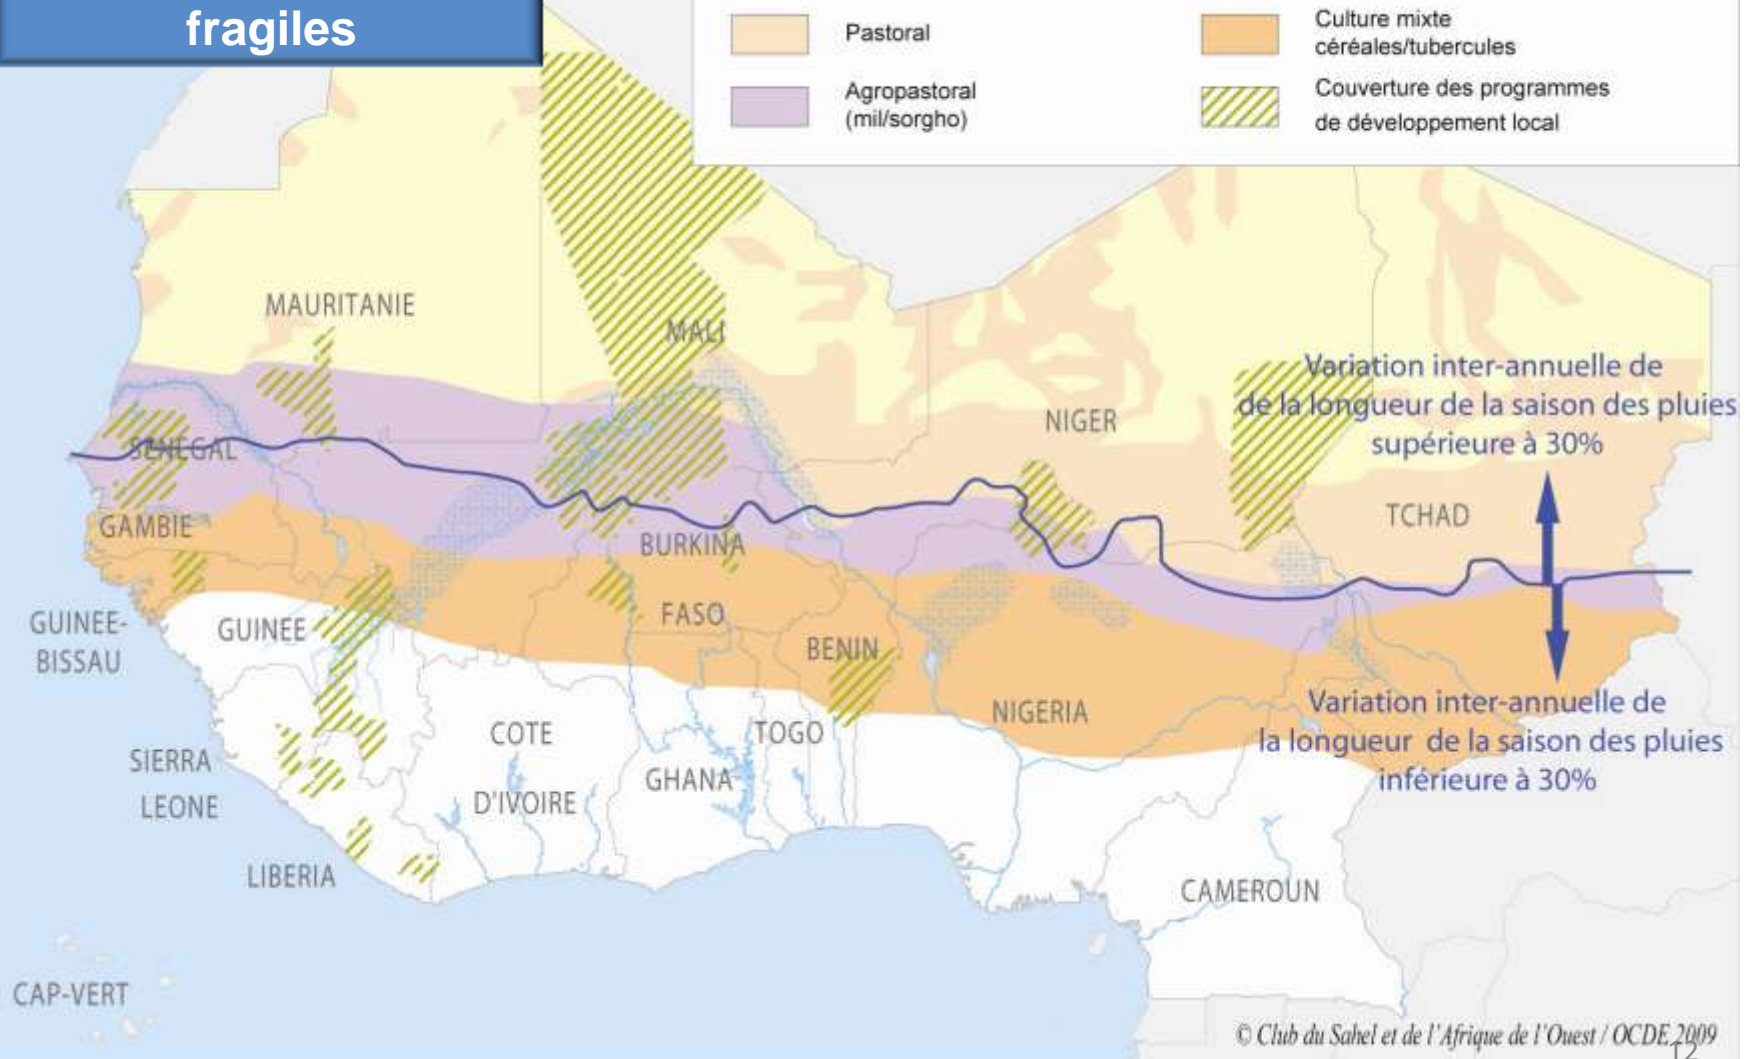 fragiles
Pastoral
Culture mixte
céréales/tubercules
Agropastoral
(mil/sorgho)
Couverture des programmes
de développement local
MAURITANIE
MALI
NIGER
Variation inter-annuelle de
de la longueur de la saison des pluies
supérieure à 30%
SENEGAL
TCHAD
GAMBIE
BURKINA
FASO
GUINEE-
BISSAU
GUINEE
BENIN
NIGERIA
Variation inter-annuelle de
la longueur de la saison des pluies
inférieure à 30%
COTE
D'IVOIRE
TOGO
GHANA
SIERRA
LEONE
LIBERIA
CAMEROUN
CAP-VERT
© Club du Sahel et de l'Afrique de l'Ouest / OCDE 2009
12